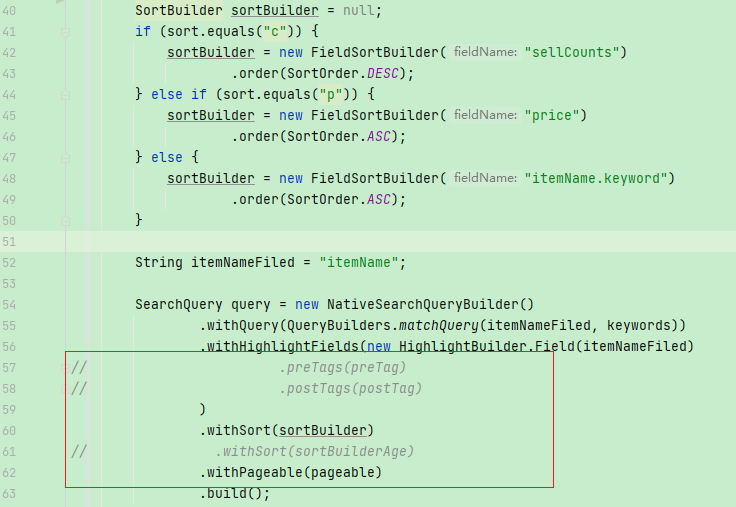 40 SortBuilder sortBuilder = null;
41 if (sort.equals("c")) {
42 sortBuilder = new FieldSortBuilder( fieldName: "sellCounts")
43 .order(SortOrder.DESC);
44 } else if (sort.equals("p")) {
45 sortBuilder = new FieldSortBuilder( fieldName: "price")
46 .order(SortOrder.ASC);
47 } else {
48 sortBuilder = new FieldSortBuilder( fieldName: "itemName.keyword")
49 .order(SortOrder.ASC);
50 }
51
52 String itemNameFiled = "itemName";
53
54 SearchQuery query = new NativeSearchQueryBuilder()
55 .withQuery(QueryBuilders.matchQuery(itemNameFiled, keywords))
56 .withHighlightFields(new HighlightBuilder.Field(itemNameFiled)
57 // .preTags(preTag)
58 // .postTags(postTag)
59 )
60 .withSort(sortBuilder)
61 // .withSort(sortBuilderAge)
62 .withPageable(pageable)
63 .build();